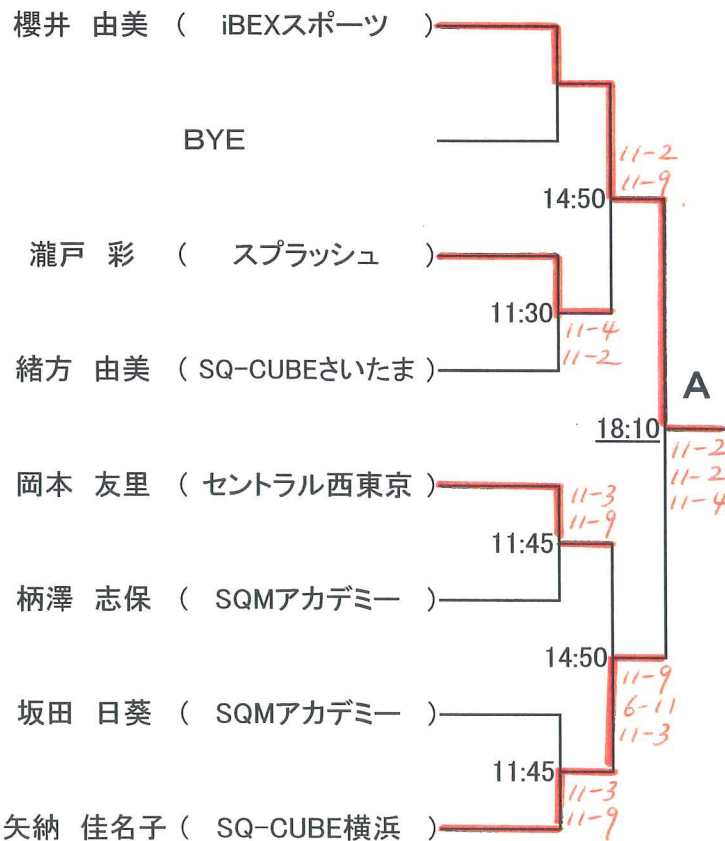 櫻井 由美 ( iBEXスポーツ )
BYE
11-2
11-9
14:50
瀧戸 彩 ( スプラッシュ )
11:30
11-4
11-2
緒方 由美 ( SQ-CUBEさいたま )
A
18:10
11-2
11-2
11-4
岡本 友里 ( セントラル西東京 )
11-3
11-9
11:45
柄澤 志保 ( SQMアカデミー )
14:50
11-9
6-11
11-3
坂田 日葵 ( SQMアカデミー )
11:45
11-3
11-9
矢納 佳名子 ( SQ-CUBE横浜 )